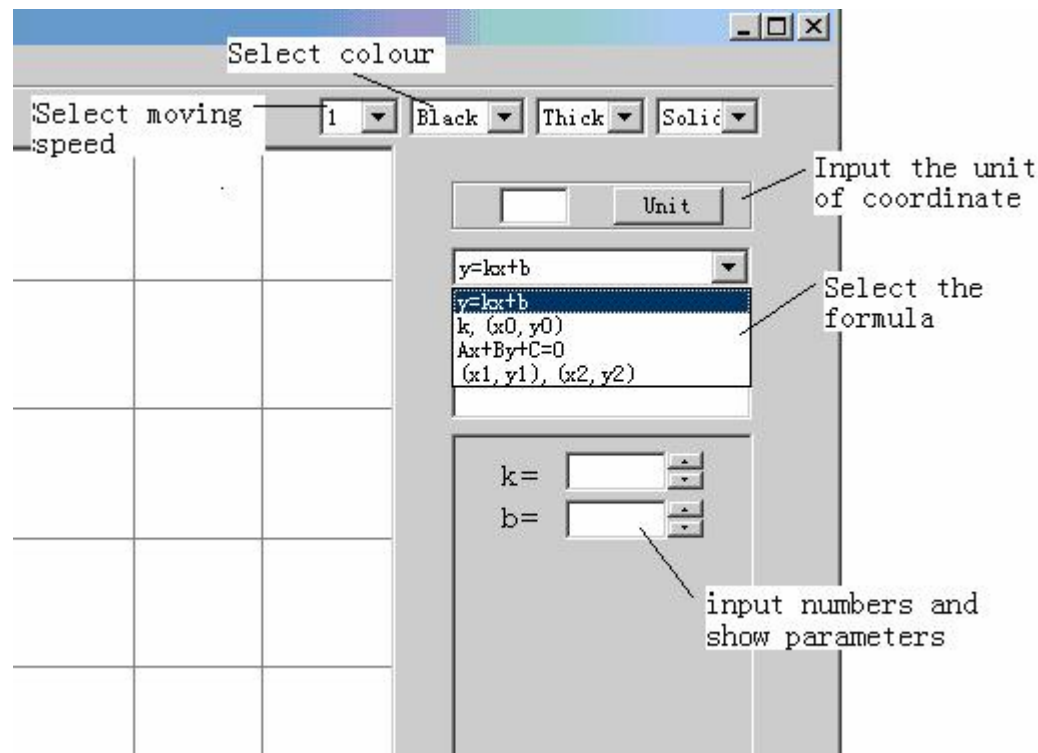 Select colour
Select moving
speed
1 Black Thick Solid
Input the unit
of coordinate
Unit
y=kx+b
y=kx+b
k, (x0, y0)
Ax+By+C=0
(x1, y1), (x2, y2)
Select the
formula
k=
b=
input numbers and
show parameters